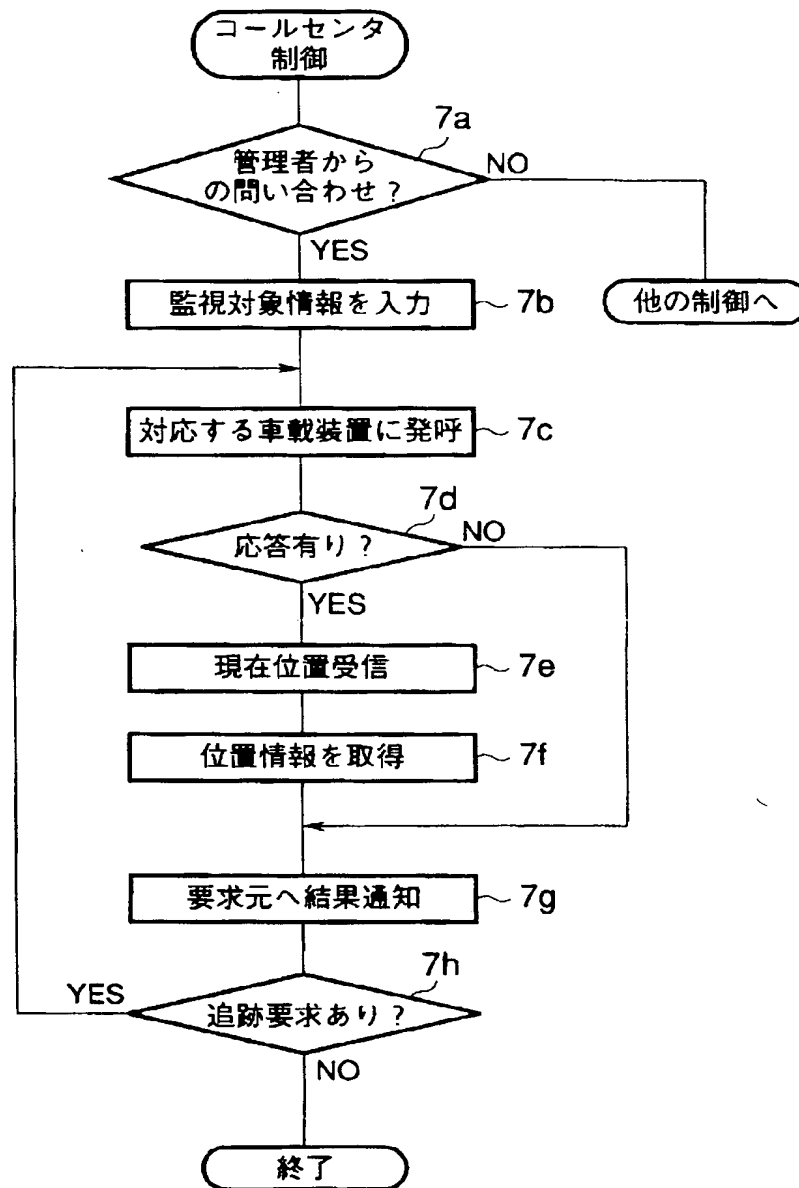 コールセンタ
制御
7a
管理者から
の問い合わせ？
NO
YES
監視対象情報を入力
7b
他の制御へ
対応する車載装置に発呼
7c
7d
応答有り？
NO
YES
現在位置受信
7e
位置情報を取得
7f
要求元へ結果通知
7g
7h
YES
追跡要求あり？
NO
終了